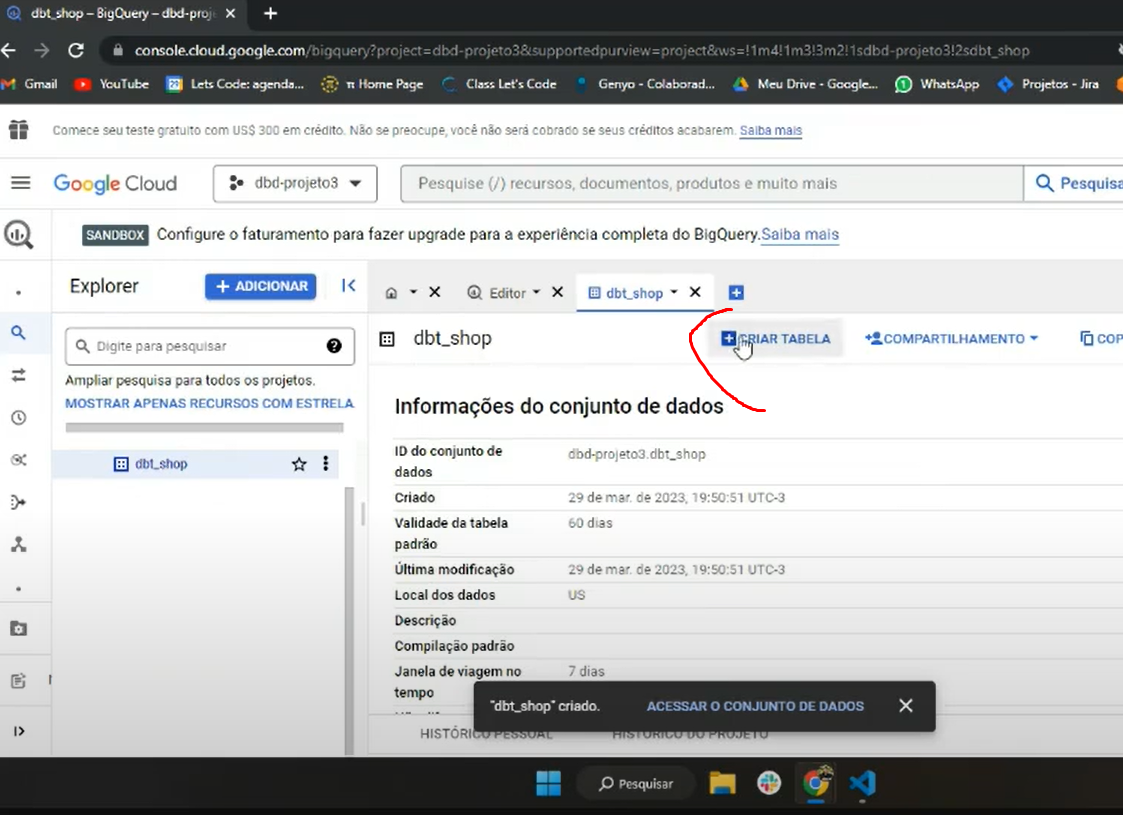 dbt_shop – BigQuery – dbd-proj
console.cloud.google.com/bigquery?project=dbd-projeto3&supportedpurview=project&ws=!1m4!1m3!3m2!1sdbd-projeto3!2sdbt_shop
Gmail YouTube Lets Code: agenda... π Home Page Class Let's Code Genyo - Colaborad... Meu Drive - Google... WhatsApp Projetos - Jira
Comece seu teste gratuito com US$ 300 em crédito. Não se preocupe, você não será cobrado se seus créditos acabarem. Saiba mais
Google Cloud dbd-projeto3 Pesquise (/) recursos, documentos, produtos e muito mais Pesquisa
SANDBOX Configure o faturamento para fazer upgrade para a experiência completa do BigQuery. Saiba mais
Explorer + ADICIONAR
Editor dbt_shop
Digite para pesquisar
dbt_shop CRIAR TABELA COMPARTILHAMENTO COP
Ampliar pesquisa para todos os projetos.
MOSTRAR APENAS RECURSOS COM ESTRELA
dbt_shop
Informações do conjunto de dados
ID do conjunto de dados dbd-projeto3.dbt_shop
Criado 29 de mar. de 2023, 19:50:51 UTC-3
Validade da tabela padrão 60 dias
Última modificação 29 de mar. de 2023, 19:50:51 UTC-3
Local dos dados US
Descrição
Compilação padrão
Janela de viagem no tempo 7 dias
"dbt_shop" criado. ACESSAR O CONJUNTO DE DADOS
HISTÓRICO PESSOAL HISTÓRICO DO PROJETO
Pesquisar